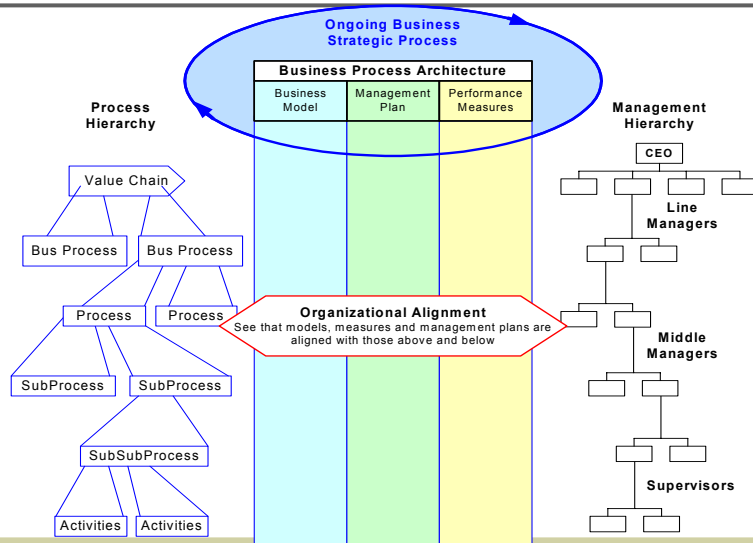 Ongoing Business
Strategic Process
Business Process Architecture
Business
Model
Management
Plan
Performance
Measures
Process
Hierarchy
Value Chain
Bus Process
Bus Process
Process
Process
SubProcess
SubProcess
SubSubProcess
Activities
Activities
Organizational Alignment
See that models, measures and management plans are
aligned with those above and below
Management
Hierarchy
CEO
Line
Managers
Middle
Managers
Supervisors